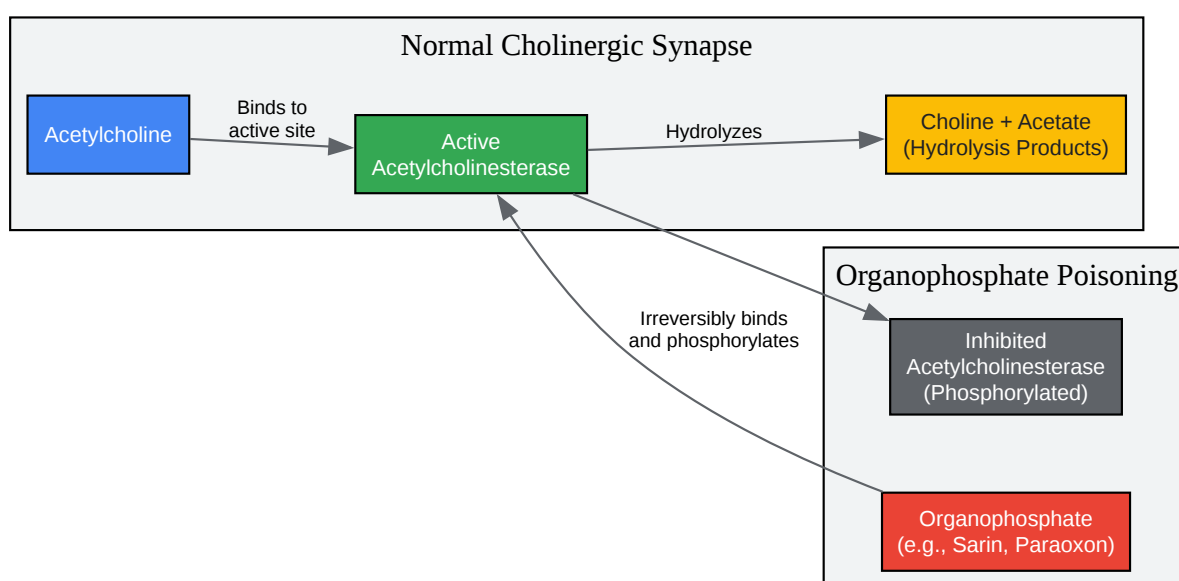 Normal Cholinergic Synapse
Acetylcholine
Binds to
active site
Active
Acetylcholinesterase
Hydrolyzes
Choline + Acetate
(Hydrolysis Products)
Organophosphate Poisoning
Irreversibly binds
and phosphorylates
Inhibited
Acetylcholinesterase
(Phosphorylated)
Organophosphate
(e.g., Sarin, Paraoxon)